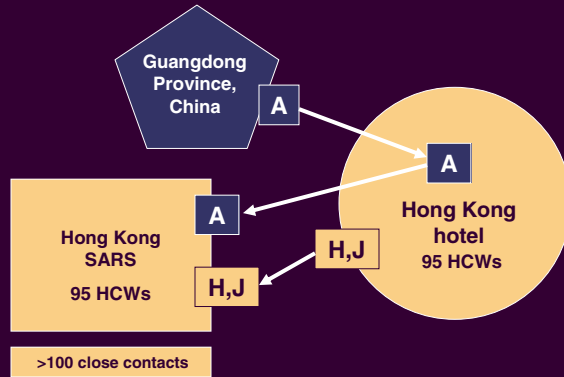 Guangdong
Province,
China
A
A
Hong Kong
hotel
95 HCWs
A
Hong Kong
SARS
95 HCWs
H,J
H,J
>100 close contacts